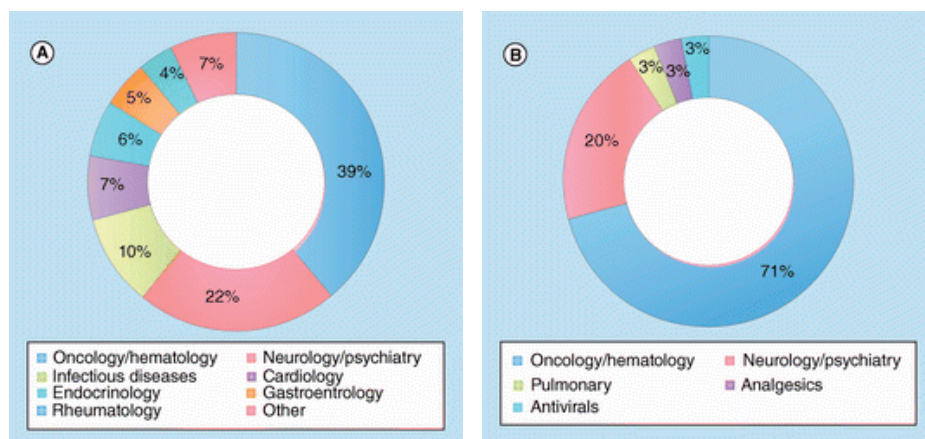 A
7%
4%
5%
6%
7%
10%
22%
39%
Oncology/hematology
Neurology/psychiatry
Infectious diseases
Cardiology
Endocrinology
Gastroentrology
Rheumatology
Other
B
3%
3%
3%
20%
71%
Oncology/hematology
Neurology/psychiatry
Pulmonary
Analgesics
Antivirals